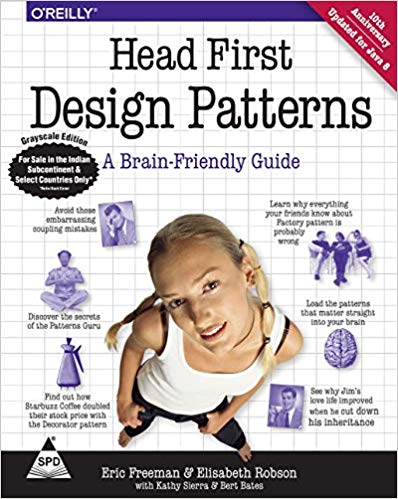 O'REILLY®
10th
Anniversary
Updated for Java 8
Head First
Design Patterns
Grayscale Edition
For Sale in the Indian
Subcontinent &
Select Countries Only*
A Brain-Friendly Guide
Avoid those
embarrassing
coupling mistakes
Learn why everything
your friends know about
Factory pattern is
probably
wrong
Discover the secrets
of the Patterns Guru
Load the patterns
that matter straight
into your brain
Find out how
Starbuzz Coffee doubled
their stock price with
the Decorator pattern
See why Jim's
love life improved
when he cut down
his inheritance
SPD
Eric Freeman & Elisabeth Robson
with Kathy Sierra & Bert Bates